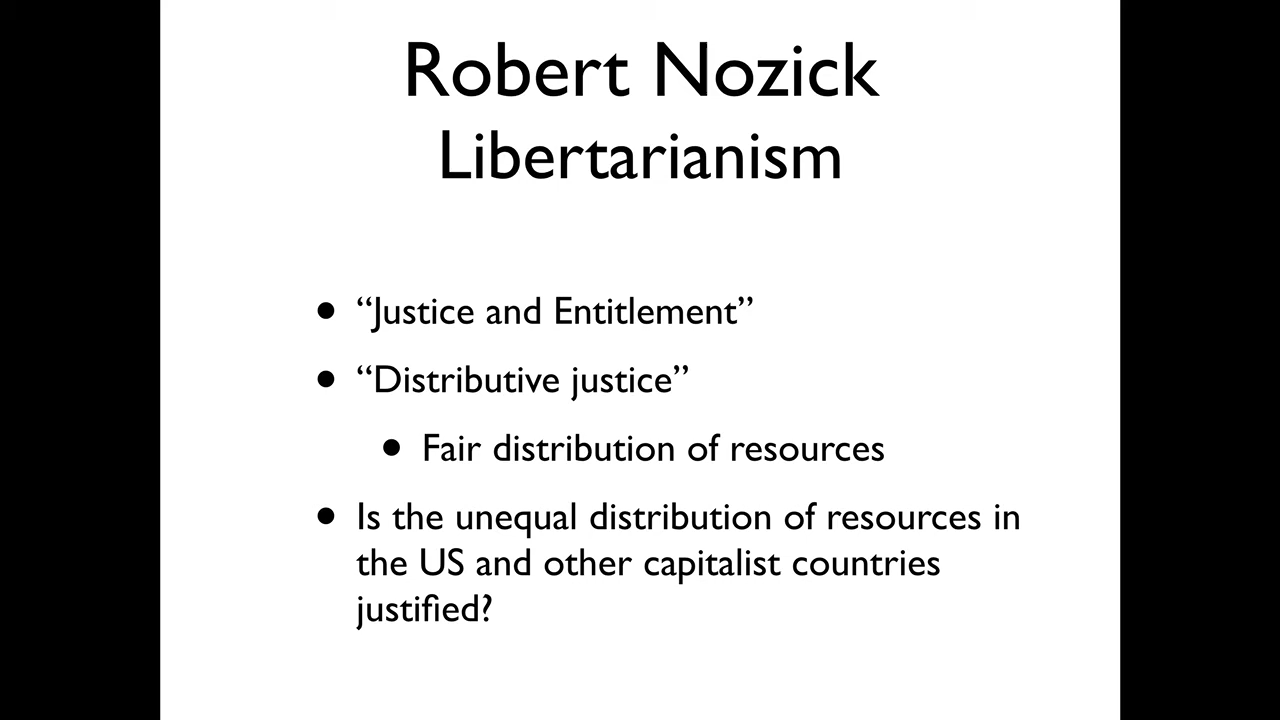 Robert Nozick
Libertarianism
• “Justice and Entitlement”
• “Distributive justice”
• Fair distribution of resources
• Is the unequal distribution of resources in
the US and other capitalist countries
justified?